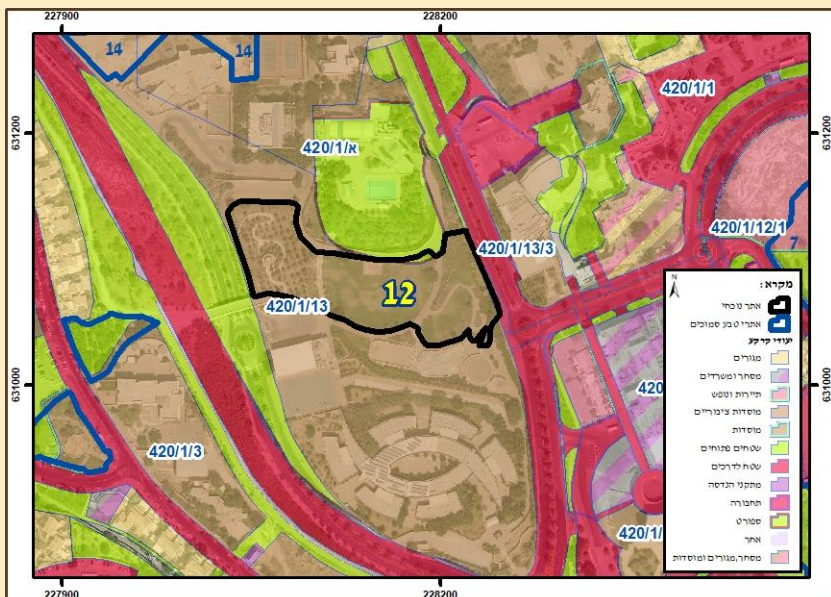 227900
228200
14
14
420/1/1
631200
631200
420/1/א
420/1/12/1
420/1/13/3
7
12
420/1/13
מקרא:
N
אתר נוכחי
אתרי טבע סמוכים
יעודי קרקע
מגורים
מסחר ומשרדים
תיירות ונופש
מוסדות ציבוריים
מוסדות
שטחים פתוחים
שטח לדרכים
מתקני הנדסה
תחבורה
ספורט
אחר
מסחר,מגורים ומוסדות
631000
631000
420
420/1/3
420/1/
227900
228200